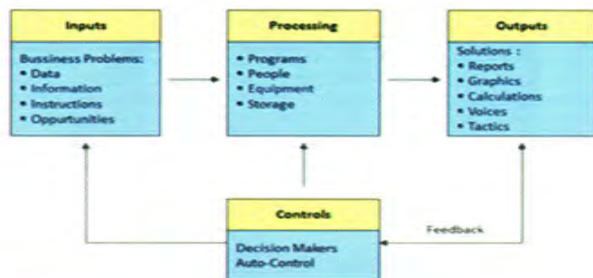 Inputs
Bussiness Problems:
• Data
• Information
• Instructions
• Oppurtunities
Processing
• Programs
• People
• Equipment
• Storage
Outputs
Solutions :
• Reports
• Graphics
• Calculations
• Voices
• Tactics
Controls
Decision Makers
Auto-Control
Feedback